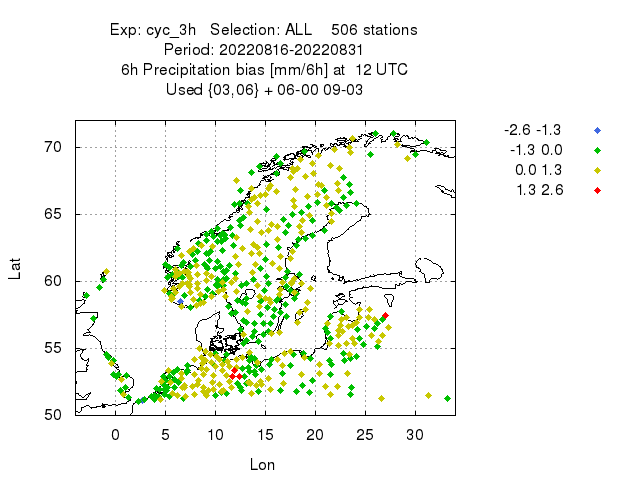 Exp: cyc_3h   Selection: ALL    506 stations
Period: 20220816-20220831
6h Precipitation bias [mm/6h] at  12 UTC
Used {03,06} + 06-00 09-03
-2.6 -1.3
-1.3 0.0
0.0 1.3
1.3 2.6
70
65
60
55
50
Lat
0 5 10 15 20 25 30
Lon